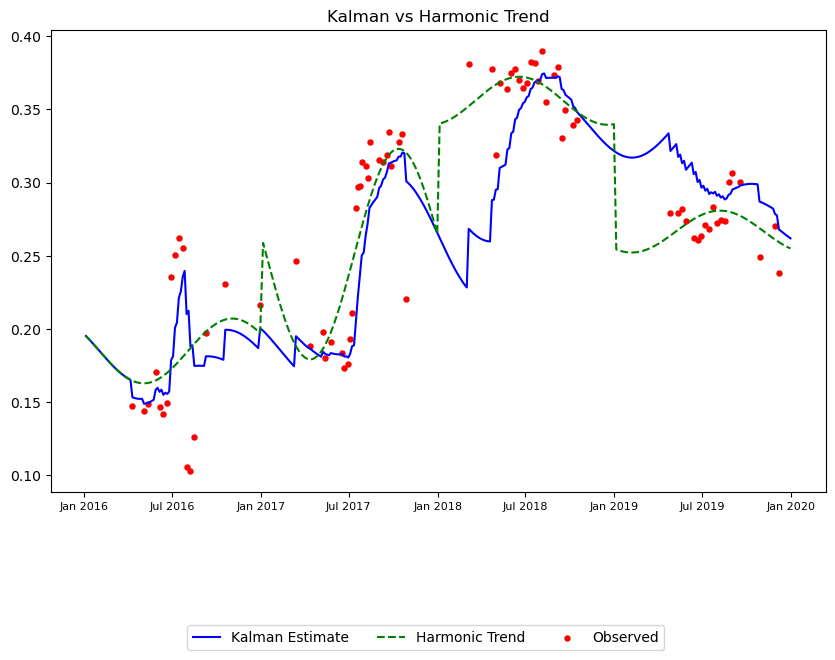 Kalman vs Harmonic Trend
0.40
0.35
0.30
0.25
0.20
0.15
0.10
Jan 2016 Jul 2016 Jan 2017 Jul 2017 Jan 2018 Jul 2018 Jan 2019 Jul 2019 Jan 2020
Kalman Estimate Harmonic Trend Observed